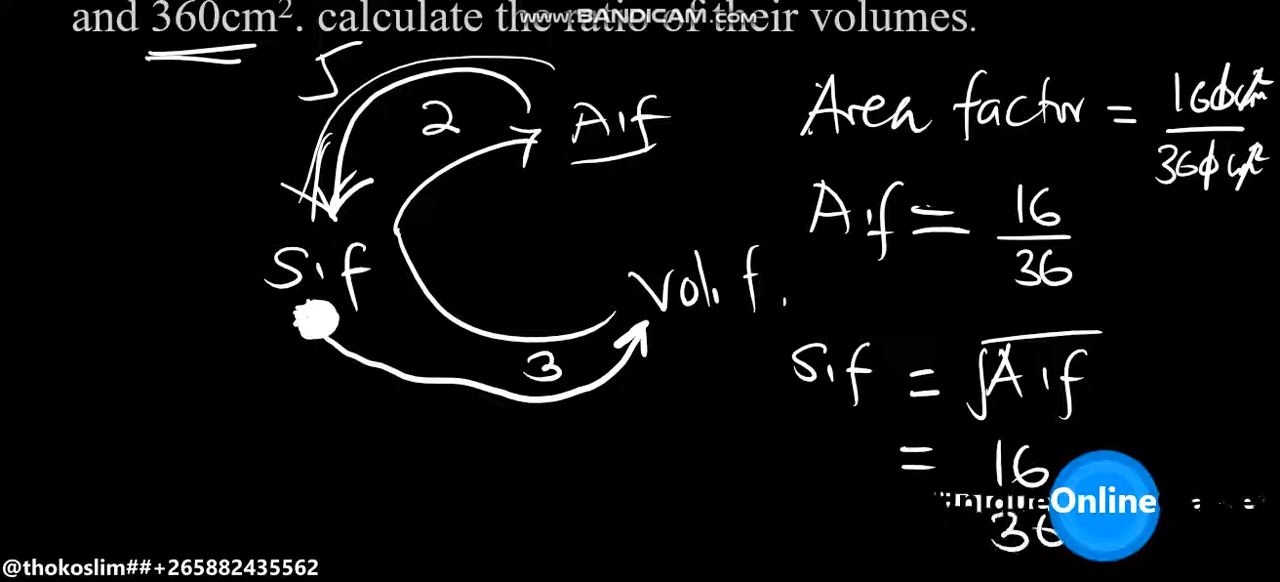 and 360cm². calculate the ratio of their volumes.
www.BANDICAM.com
2 A.f
Area factor = 160cm² / 360cm²
A.f = 16/36
S.f
Vol. f.
3
S.f = √A.f
= 16/36
Online
@thokoslim##+265882435562